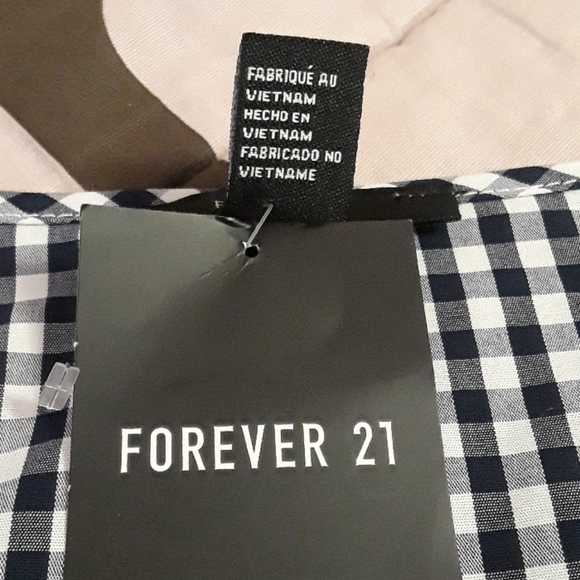 FABRIQUÉ AU
VIETNAM
HECHO EN
VIETNAM
FABRICADO NO
VIETNAME
FOREVER 21